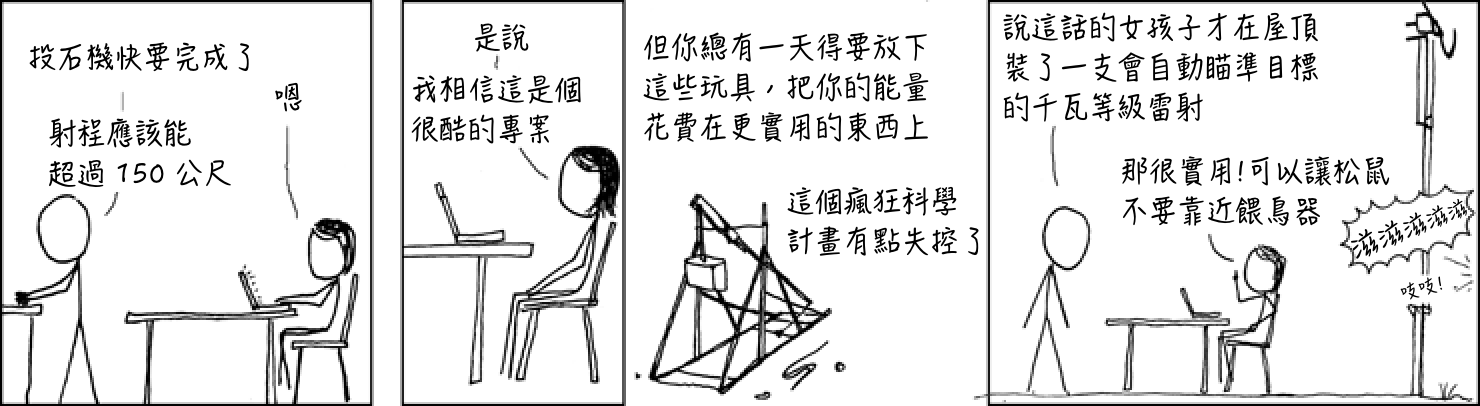 投石機快要完成了
射程應該能
超過 150 公尺
嗯
是說
我相信這是個
很酷的專案
但你總有一天得要放下
這些玩具，把你的能量
花費在更實用的東西上
這個瘋狂科學
計畫有點失控了
說這話的女孩子才在屋頂
裝了一支會自動瞄準目標
的千瓦等級雷射
那很實用!可以讓松鼠
不要靠近餵鳥器
滋滋滋滋滋
吱吱!